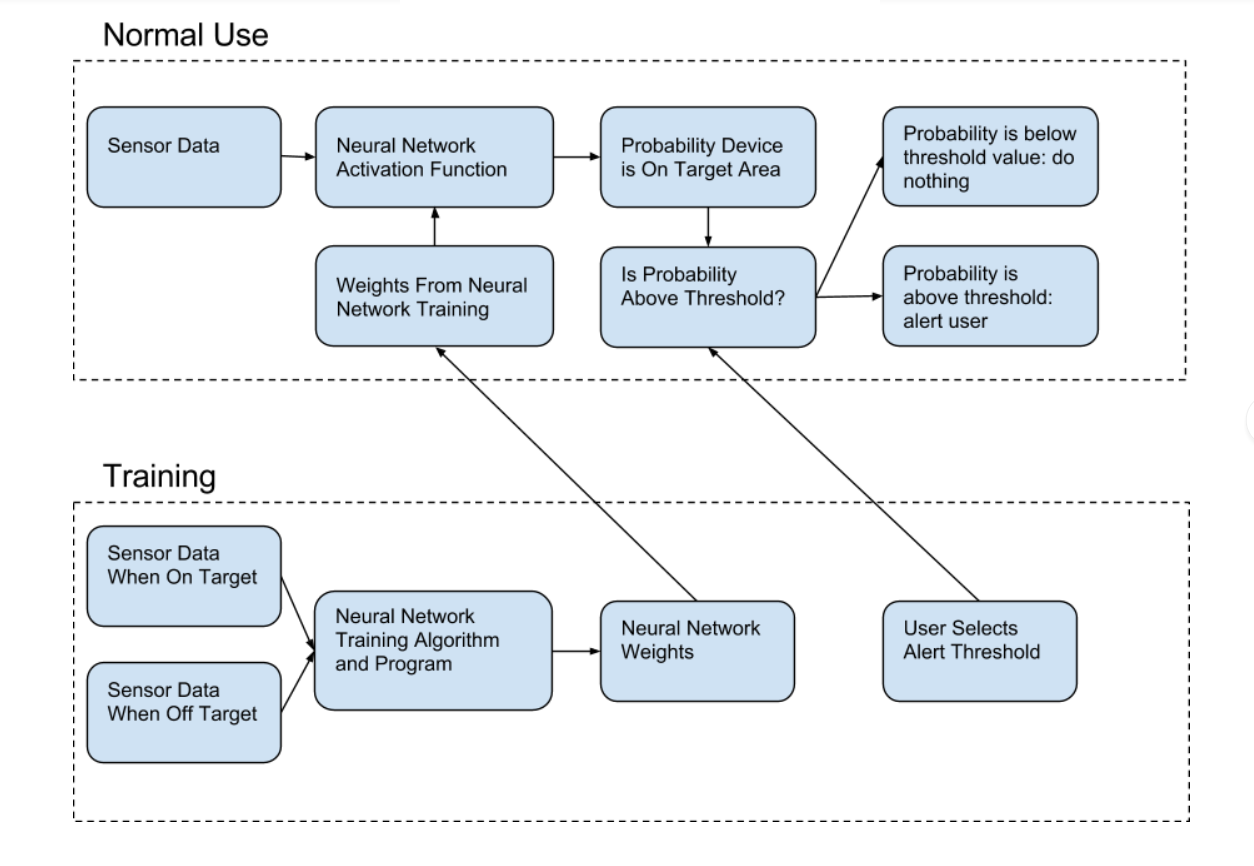 Normal Use
Sensor Data
Neural Network
Activation Function
Probability Device
is On Target Area
Probability is below
threshold value: do
nothing
Weights From Neural
Network Training
Is Probability
Above Threshold?
Probability is
above threshold:
alert user
Training
Sensor Data
When On Target
Sensor Data
When Off Target
Neural Network
Training Algorithm
and Program
Neural Network
Weights
User Selects
Alert Threshold